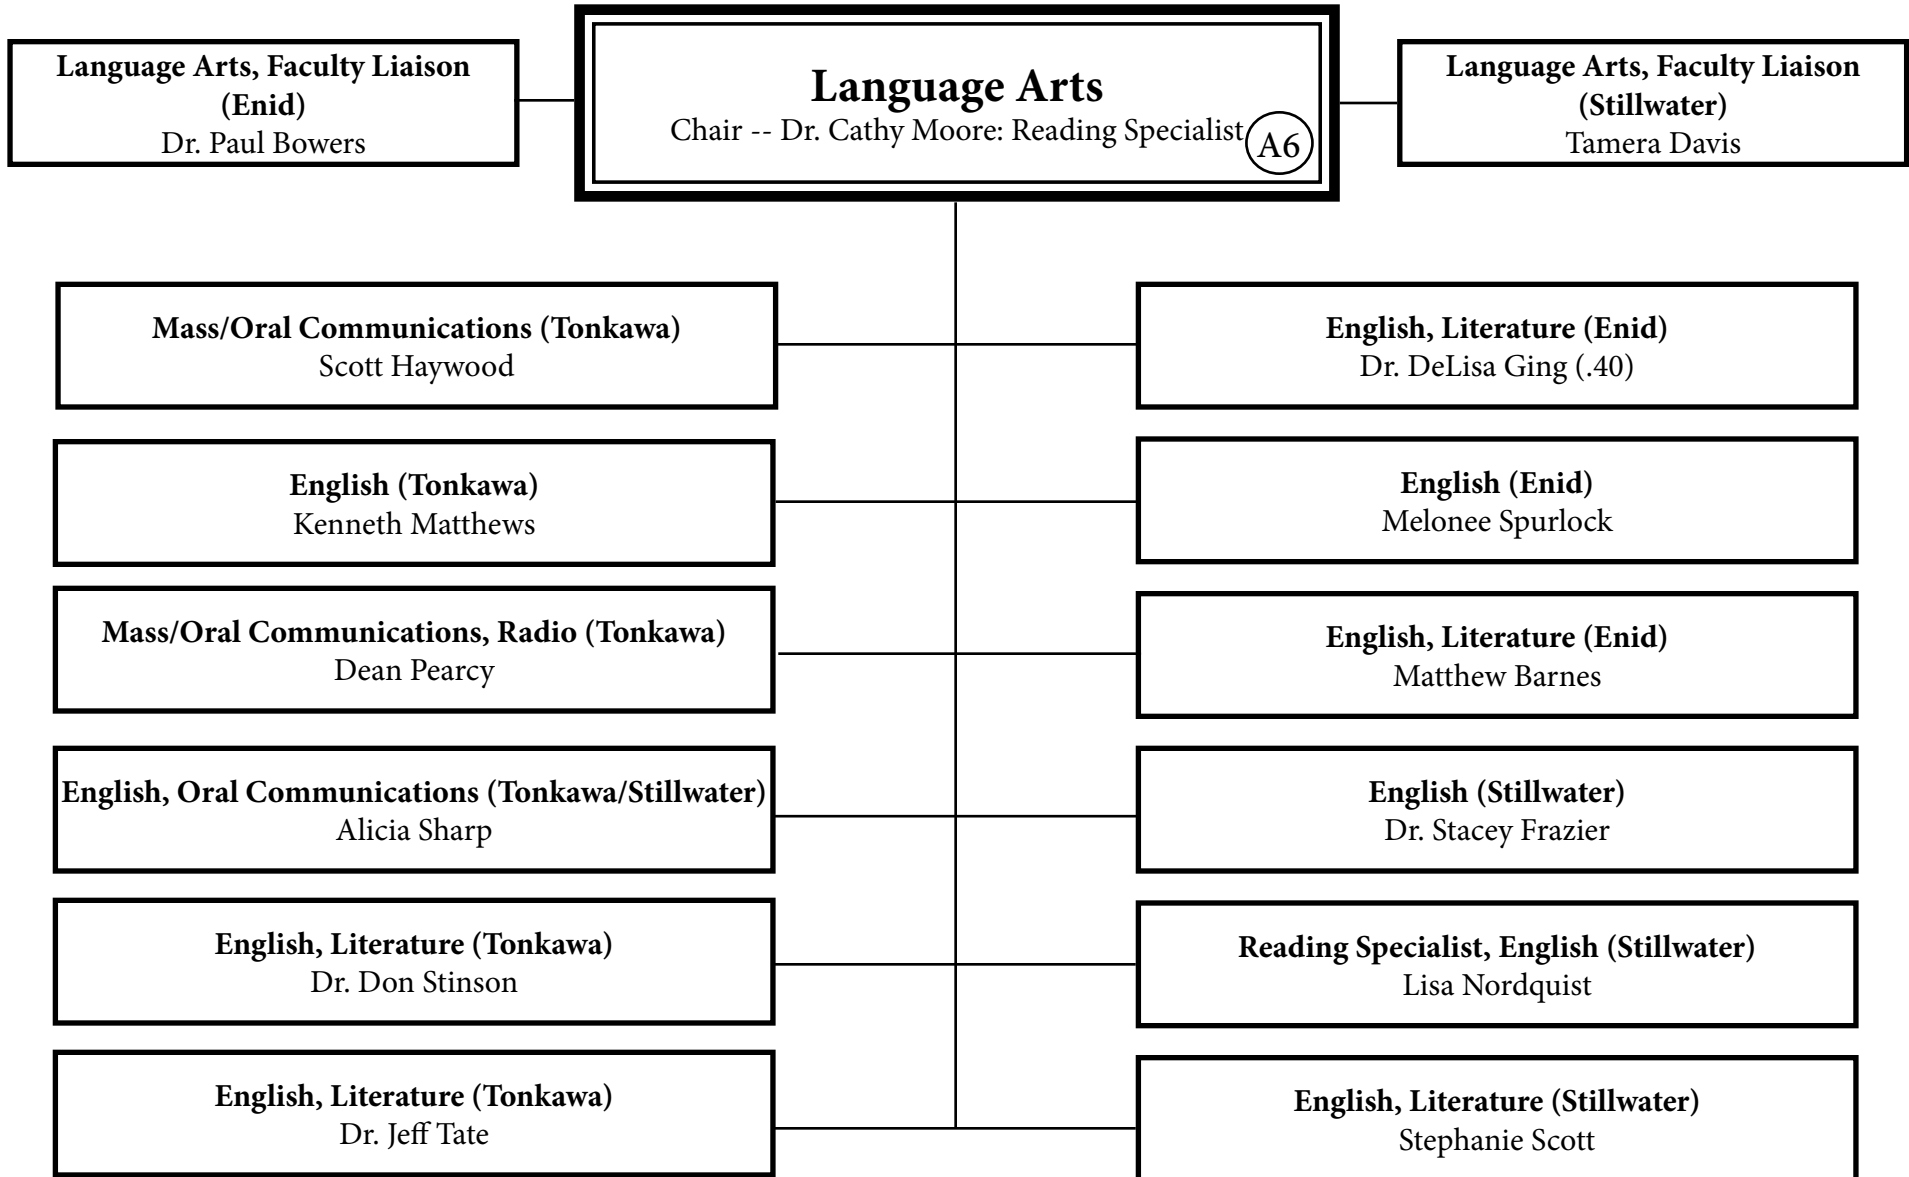 Language Arts, Faculty Liaison
(Enid)
Dr. Paul Bowers
Language Arts
Chair -- Dr. Cathy Moore: Reading Specialist
A6
Language Arts, Faculty Liaison
(Stillwater)
Tamera Davis
Mass/Oral Communications (Tonkawa)
Scott Haywood
English, Literature (Enid)
Dr. DeLisa Ging (.40)
English (Tonkawa)
Kenneth Matthews
English (Enid)
Melonee Spurlock
Mass/Oral Communications, Radio (Tonkawa)
Dean Pearcy
English, Literature (Enid)
Matthew Barnes
English, Oral Communications (Tonkawa/Stillwater)
Alicia Sharp
English (Stillwater)
Dr. Stacey Frazier
English, Literature (Tonkawa)
Dr. Don Stinson
Reading Specialist, English (Stillwater)
Lisa Nordquist
English, Literature (Tonkawa)
Dr. Jeff Tate
English, Literature (Stillwater)
Stephanie Scott